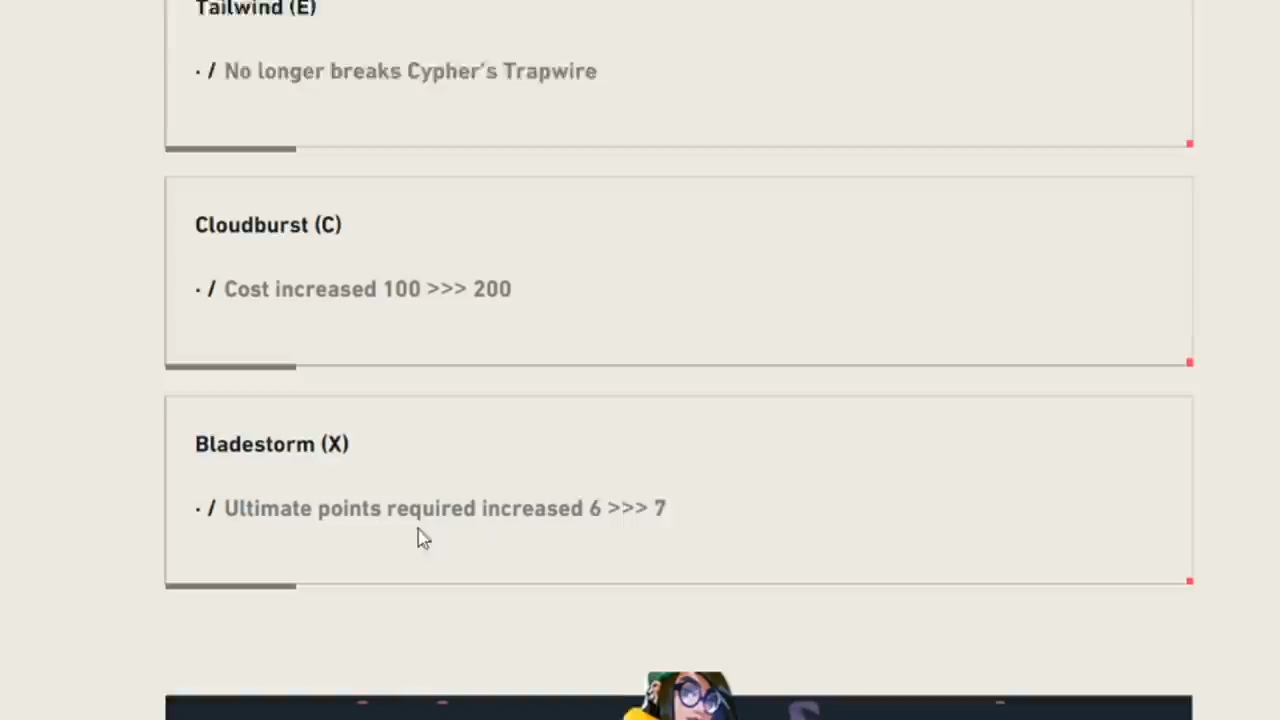 Tailwind (E)
· / No longer breaks Cypher's Trapwire
Cloudburst (C)
· / Cost increased 100 >>> 200
Bladestorm (X)
· / Ultimate points required increased 6 >>> 7